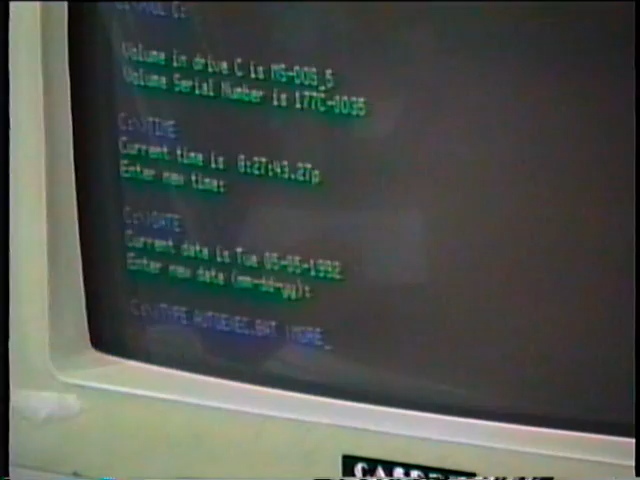 C:\>VOL C:
Volume in drive C is MS-DOS_5
Volume Serial Number is 177C-0035
C:\>TIME
Current time is 8:27:43.27p
Enter new time:
C:\>DATE
Current date is Tue 05-05-1992
Enter new date (mm-dd-yy):
C:\>TYPE AUTOEXEC.BAT |MORE_